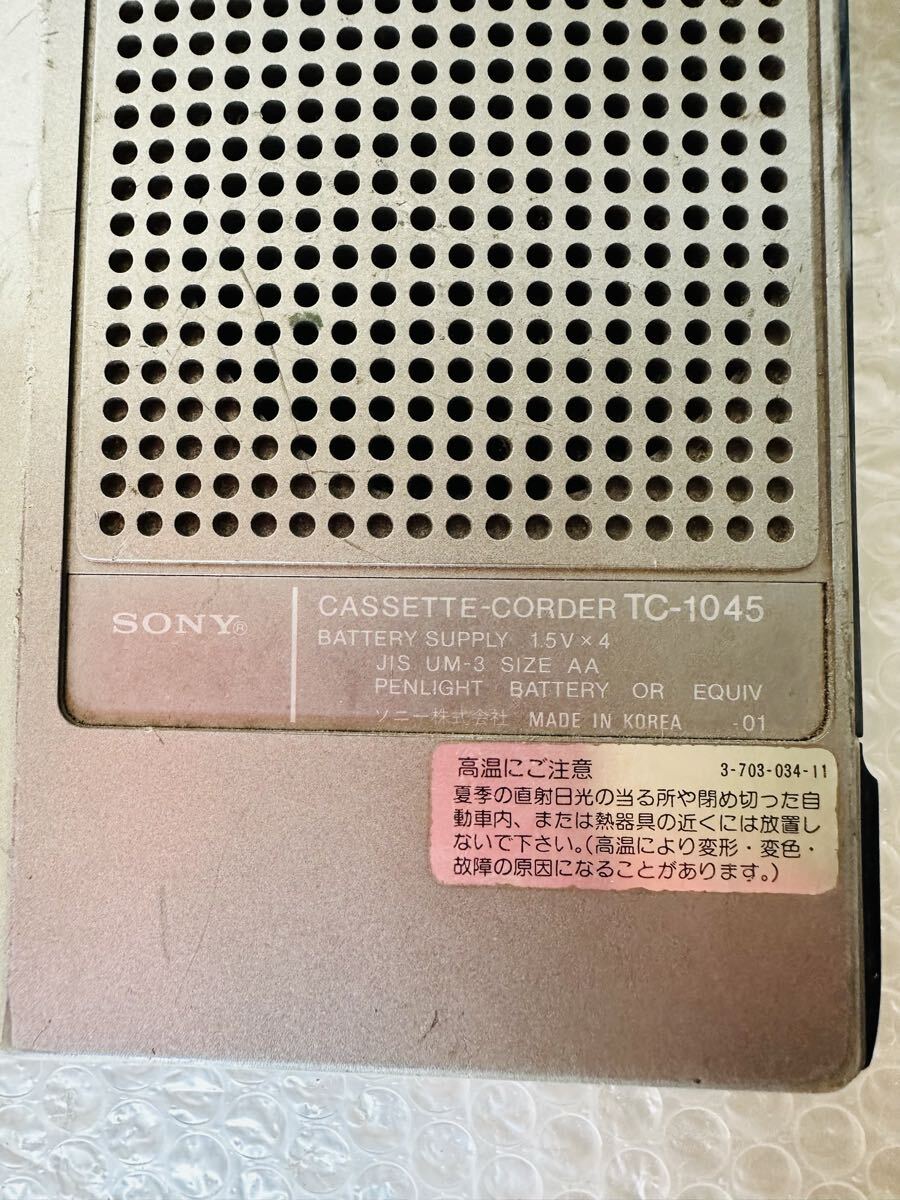 SONY®
CASSETTE-CORDER TC-1045
BATTERY SUPPLY 1.5V×4
JIS UM-3 SIZE AA
PENLIGHT BATTERY OR EQUIV
ソニー株式会社 MADE IN KOREA -01
高温にご注意 3-703-034-11
夏季の直射日光の当る所や閉め切った自
動車内、または熱器具の近くには放置し
ないで下さい。(高温により変形・変色・
故障の原因になることがあります。)